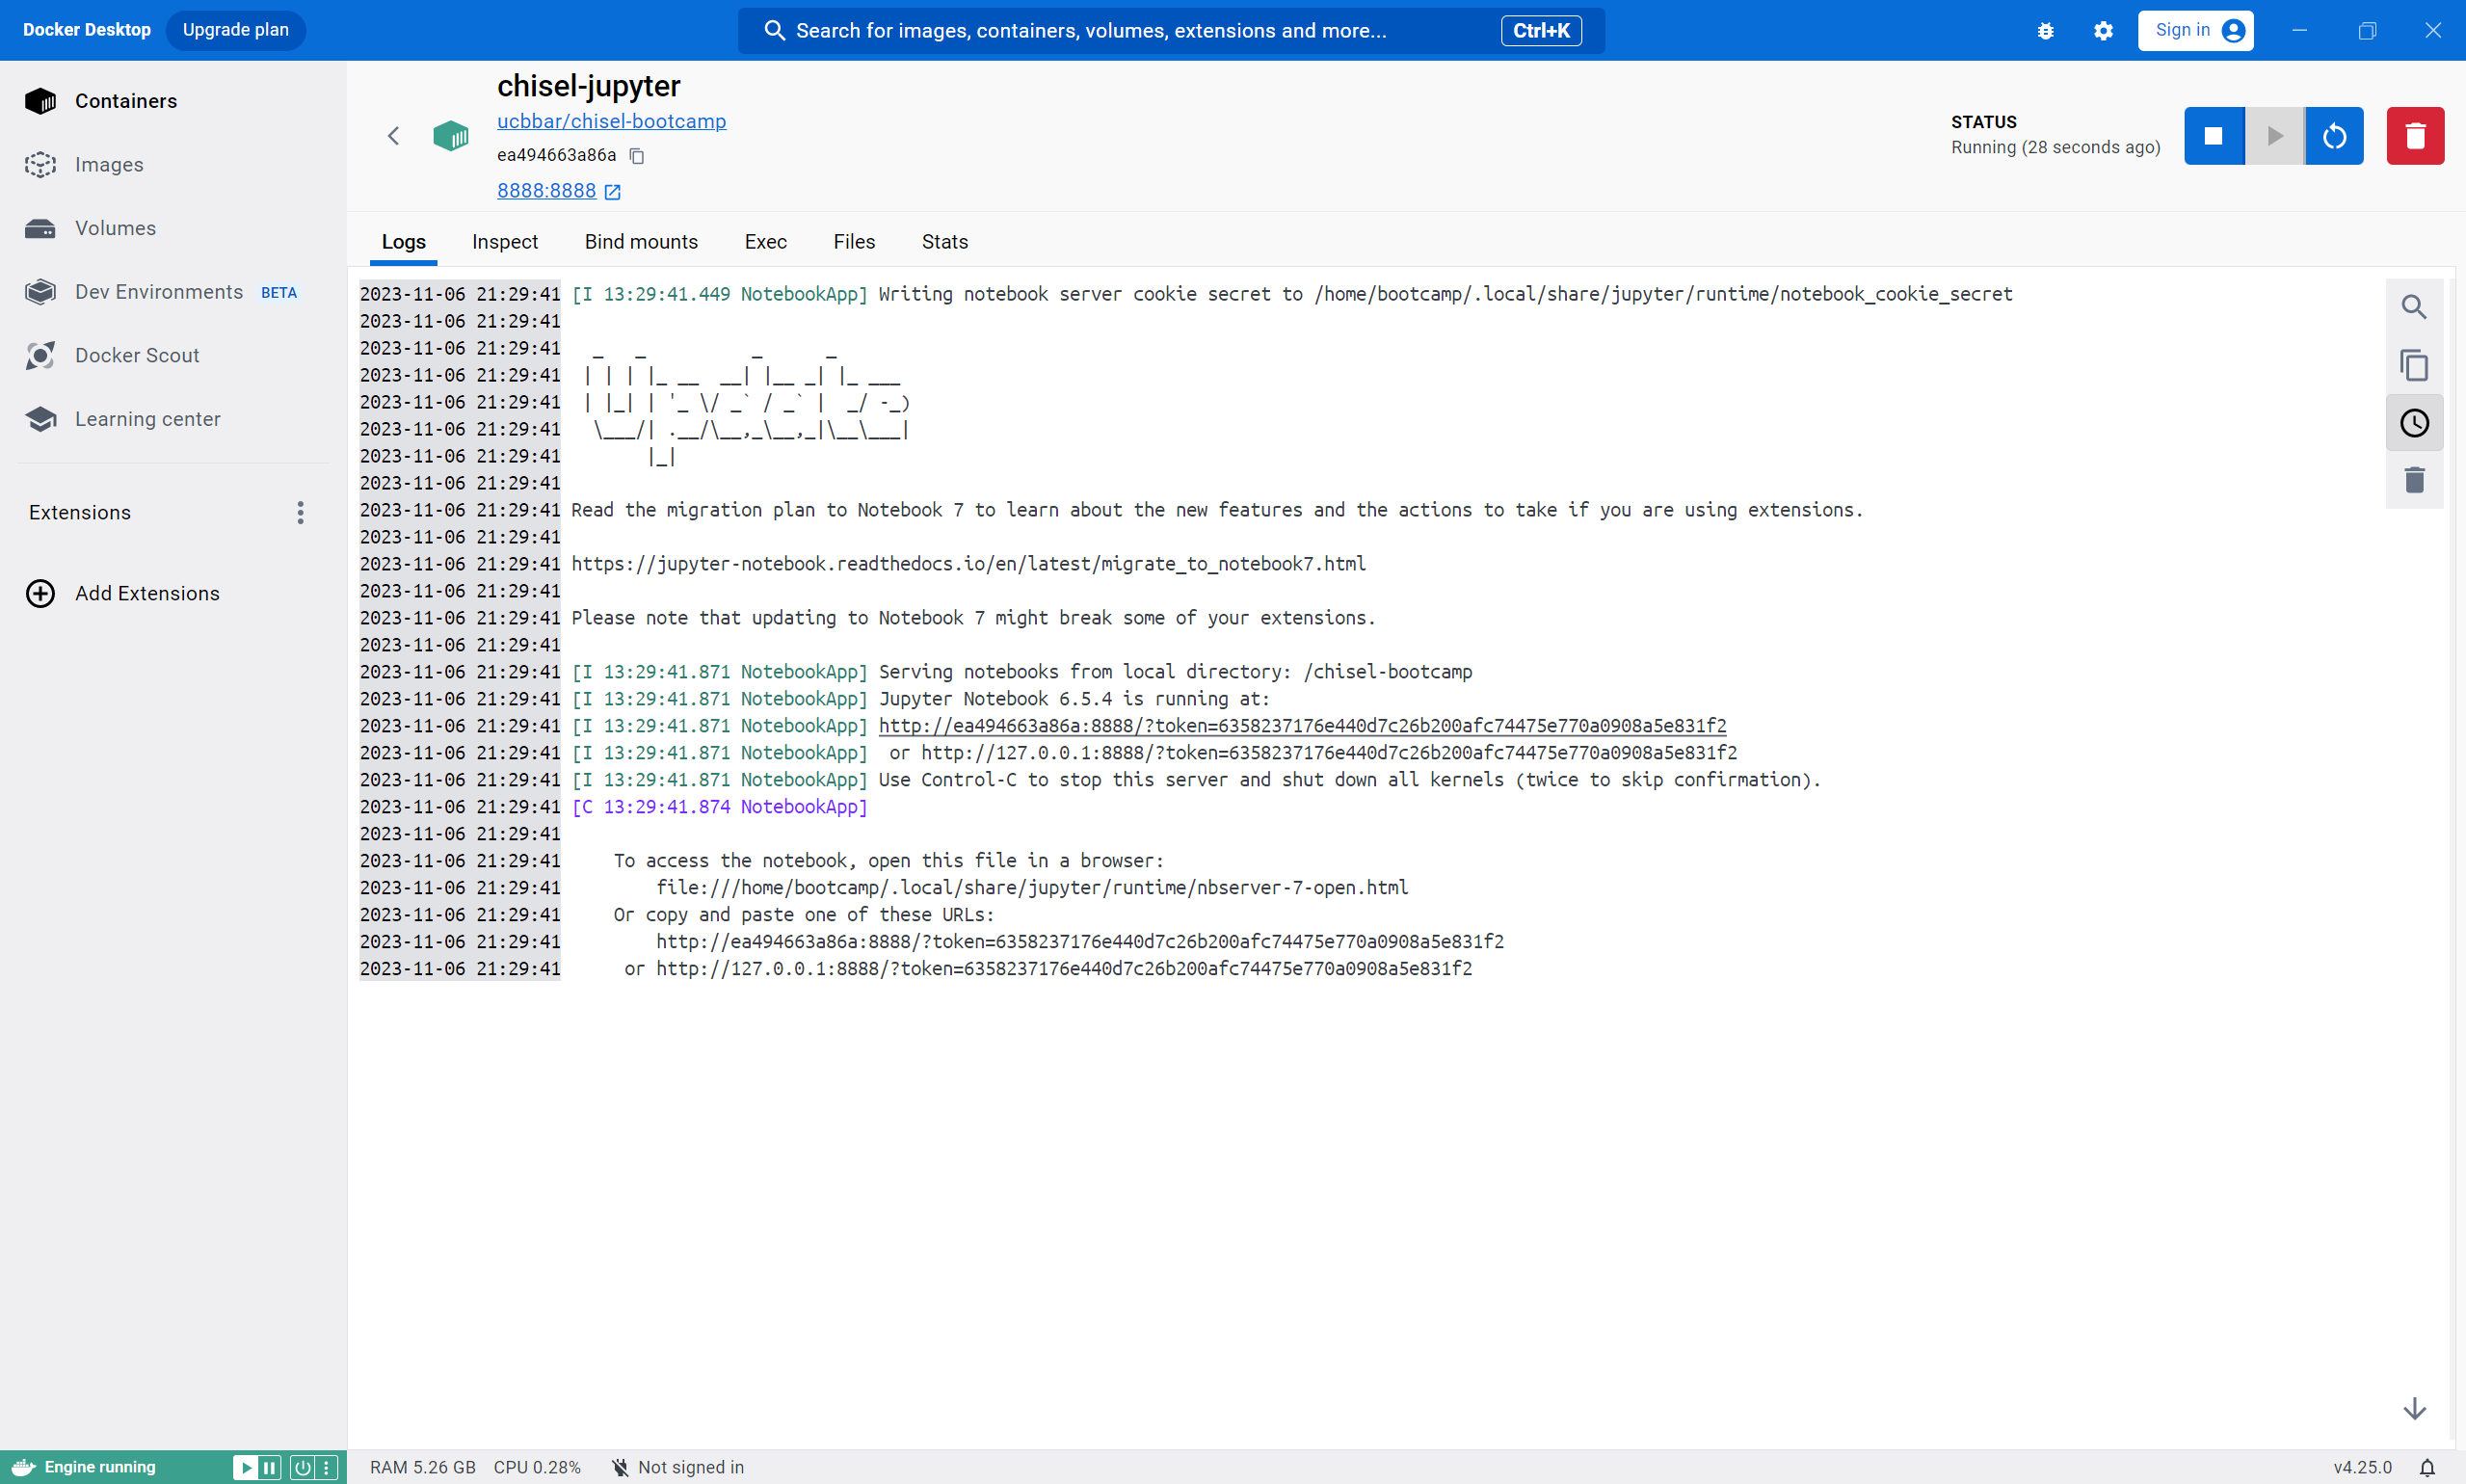 Docker Desktop Upgrade plan Search for images, containers, volumes, extensions and more... Ctrl+K Sign in
Containers
Images
Volumes
Dev Environments BETA
Docker Scout
Learning center
Extensions
Add Extensions
chisel-jupyter
ucbbar/chisel-bootcamp
ea494663a86a
8888:8888
STATUS
Running (28 seconds ago)
Logs Inspect Bind mounts Exec Files Stats
2023-11-06 21:29:41 [I 13:29:41.449 NotebookApp] Writing notebook server cookie secret to /home/bootcamp/.local/share/jupyter/runtime/notebook_cookie_secret
2023-11-06 21:29:41
2023-11-06 21:29:41   _   _          _      _
2023-11-06 21:29:41  | | | |_ __  __| |__ _| |_ ___
2023-11-06 21:29:41  | |_| | '_ \/ _` / _` |  _/ -_)
2023-11-06 21:29:41   \___/| .__/\__,_\__,_|\__\___|
2023-11-06 21:29:41        |_|
2023-11-06 21:29:41
2023-11-06 21:29:41 Read the migration plan to Notebook 7 to learn about the new features and the actions to take if you are using extensions.
2023-11-06 21:29:41
2023-11-06 21:29:41 https://jupyter-notebook.readthedocs.io/en/latest/migrate_to_notebook7.html
2023-11-06 21:29:41
2023-11-06 21:29:41 Please note that updating to Notebook 7 might break some of your extensions.
2023-11-06 21:29:41
2023-11-06 21:29:41 [I 13:29:41.871 NotebookApp] Serving notebooks from local directory: /chisel-bootcamp
2023-11-06 21:29:41 [I 13:29:41.871 NotebookApp] Jupyter Notebook 6.5.4 is running at:
2023-11-06 21:29:41 [I 13:29:41.871 NotebookApp] http://ea494663a86a:8888/?token=6358237176e440d7c26b200afc74475e770a0908a5e831f2
2023-11-06 21:29:41 [I 13:29:41.871 NotebookApp]  or http://127.0.0.1:8888/?token=6358237176e440d7c26b200afc74475e770a0908a5e831f2
2023-11-06 21:29:41 [I 13:29:41.871 NotebookApp] Use Control-C to stop this server and shut down all kernels (twice to skip confirmation).
2023-11-06 21:29:41 [C 13:29:41.874 NotebookApp]
2023-11-06 21:29:41
2023-11-06 21:29:41     To access the notebook, open this file in a browser:
2023-11-06 21:29:41         file:///home/bootcamp/.local/share/jupyter/runtime/nbserver-7-open.html
2023-11-06 21:29:41     Or copy and paste one of these URLs:
2023-11-06 21:29:41         http://ea494663a86a:8888/?token=6358237176e440d7c26b200afc74475e770a0908a5e831f2
2023-11-06 21:29:41      or http://127.0.0.1:8888/?token=6358237176e440d7c26b200afc74475e770a0908a5e831f2
Engine running RAM 5.26 GB CPU 0.28% Not signed in v4.25.0